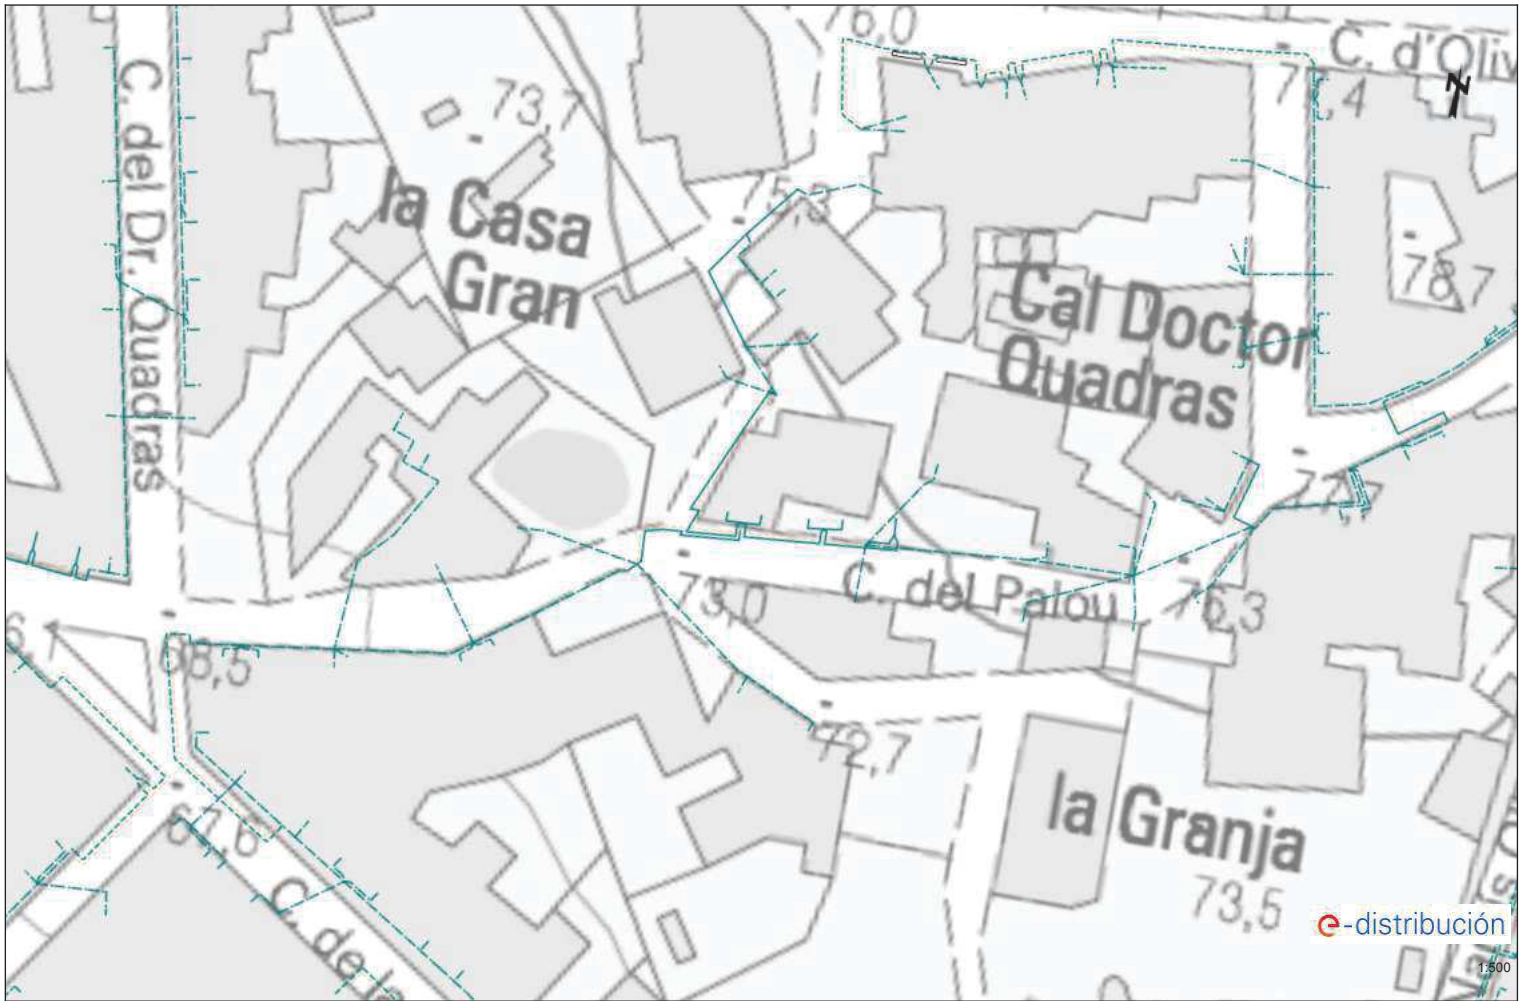 76,0
C. d'Oliv
N
C. del Dr. Quadras
73,7
la Casa
Gran
75,3
78,7
Cal Doctor
Quadras
77,7
73,0
C. del Palou
76,3
68,5
72,7
67,6
la Granja
73,5
C. de la
e-distribución
1:500